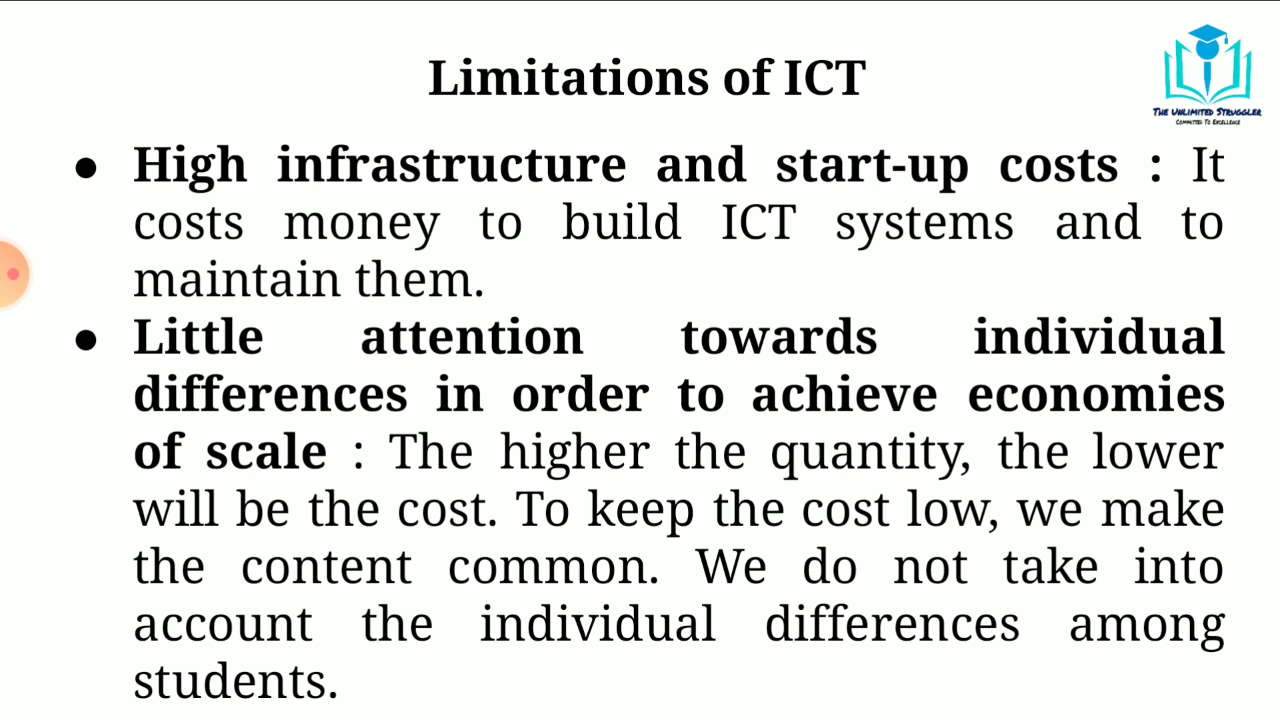 Limitations of ICT
THE UNLIMITED STRUGGLER
COMMITTED TO EXCELLENCE
● High infrastructure and start-up costs : It
costs money to build ICT systems and to
maintain them.
● Little attention towards individual
differences in order to achieve economies
of scale : The higher the quantity, the lower
will be the cost. To keep the cost low, we make
the content common. We do not take into
account the individual differences among
students.